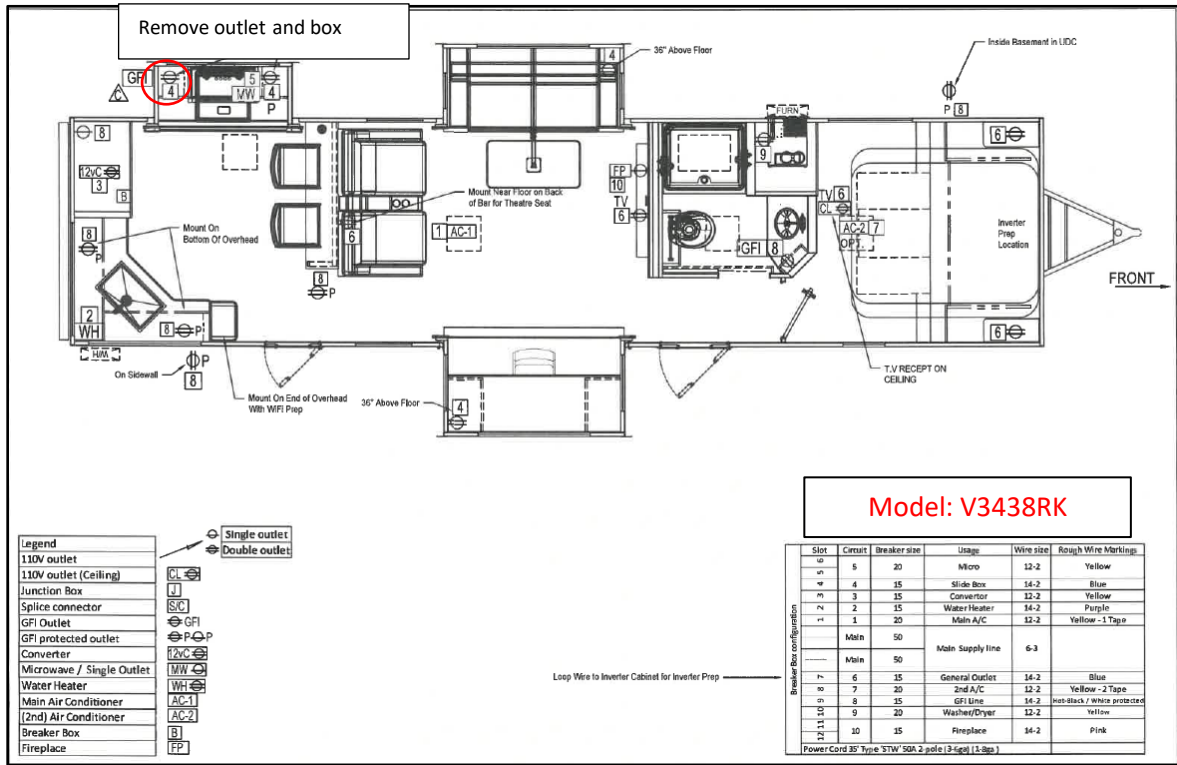 Remove outlet and box
GFI
4
5
MW
4
P
C
36" Above Floor
4
Inside Basement in UDC
P 8
8
12vC
3
B
8
P
Mount On
Bottom Of Overhead
2
WH
W/H
8 P
P
8
On Sidewall
Mount On End of Overhead
With WIFI Prep
8
P
6
Mount Near Floor on Back
of Bar for Theatre Seat
1 AC-1
FP
10
TV
6
FURN
9
GFI 8
TV 6
CL
AC-2 7
OPT.
6
Inverter
Prep
Location
6
FRONT
T.V RECEPT ON
CEILING
36" Above Floor
4
Model: V3438RK
Legend
Single outlet
Double outlet
110V outlet
110V outlet (Ceiling) CL
Junction Box J
Splice connector S/C
GFI Outlet GFI
GFI protected outlet P P
Converter 12vC
Microwave / Single Outlet MW
Water Heater WH
Main Air Conditioner AC-1
(2nd) Air Conditioner AC-2
Breaker Box B
Fireplace FP
Loop Wire to Inverter Cabinet for Inverter Prep
Breaker Box configuration
Slot Circuit Breaker size Usage Wire size Rough Wire Markings
6 5 5 20 Micro 12-2 Yellow
4 4 15 Slide Box 14-2 Blue
3 3 15 Convertor 12-2 Yellow
2 2 15 Water Heater 14-2 Purple
1 1 20 Main A/C 12-2 Yellow - 1 Tape
Main 50 Main Supply line 6-3
Main 50
7 6 15 General Outlet 14-2 Blue
8 7 20 2nd A/C 12-2 Yellow - 2 Tape
9 8 15 GFI Line 14-2 Hot-Black / White protected
10 9 20 Washer/Dryer 12-2 Yellow
12 11 10 15 Fireplace 14-2 Pink
Power Cord 35' Type 'STW' 50A 2-pole (3-6ga) (1-8ga)